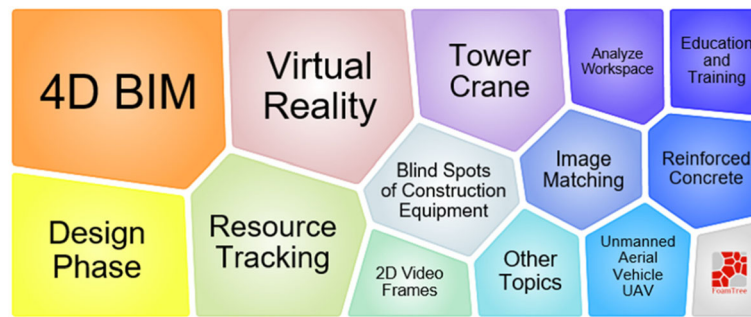 4D BIM
Virtual
Reality
Tower
Crane
Analyze
Workspace
Education
and
Training
Blind Spots
of Construction
Equipment
Image
Matching
Reinforced
Concrete
Design
Phase
Resource
Tracking
2D Video
Frames
Other
Topics
Unmanned
Aerial
Vehicle
UAV
FoamTree